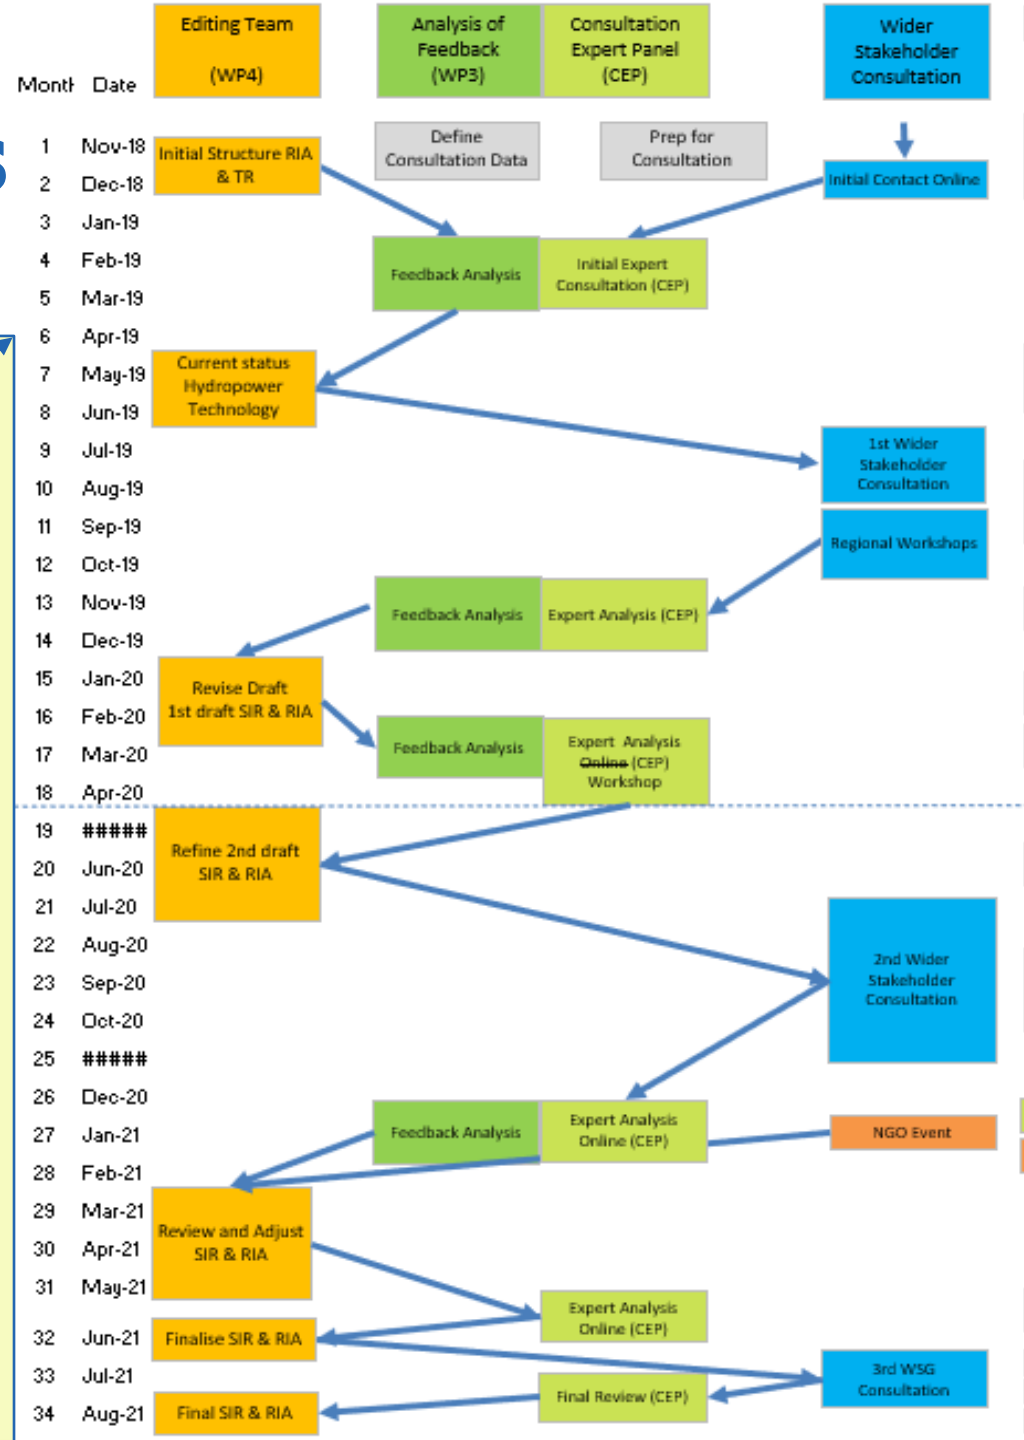 Editing Team
(WP4)
Analysis of
Feedback
(WP3)
Consultation
Expert Panel
(CEP)
Wider
Stakeholder
Consultation
Month Date
1 Nov-18
2 Dec-18
3 Jan-19
4 Feb-19
5 Mar-19
6 Apr-19
7 May-19
8 Jun-19
9 Jul-19
10 Aug-19
11 Sep-19
12 Oct-19
13 Nov-19
14 Dec-19
15 Jan-20
16 Feb-20
17 Mar-20
18 Apr-20
19 #####
20 Jun-20
21 Jul-20
22 Aug-20
23 Sep-20
24 Oct-20
25 #####
26 Dec-20
27 Jan-21
28 Feb-21
29 Mar-21
30 Apr-21
31 May-21
32 Jun-21
33 Jul-21
34 Aug-21
Initial Structure RIA
& TR
Define
Consultation Data
Prep for
Consultation
Initial Contact Online
Feedback Analysis
Initial Expert
Consultation (CEP)
Current status
Hydropower
Technology
1st Wider
Stakeholder
Consultation
Regional Workshops
Feedback Analysis
Expert Analysis (CEP)
Revise Draft
1st draft SIR & RIA
Feedback Analysis
Expert Analysis
Online (CEP)
Workshop
Refine 2nd draft
SIR & RIA
2nd Wider
Stakeholder
Consultation
Feedback Analysis
Expert Analysis
Online (CEP)
NGO Event
Review and Adjust
SIR & RIA
Expert Analysis
Online (CEP)
Finalise SIR & RIA
3rd WSG
Consultation
Final Review (CEP)
Final SIR & RIA